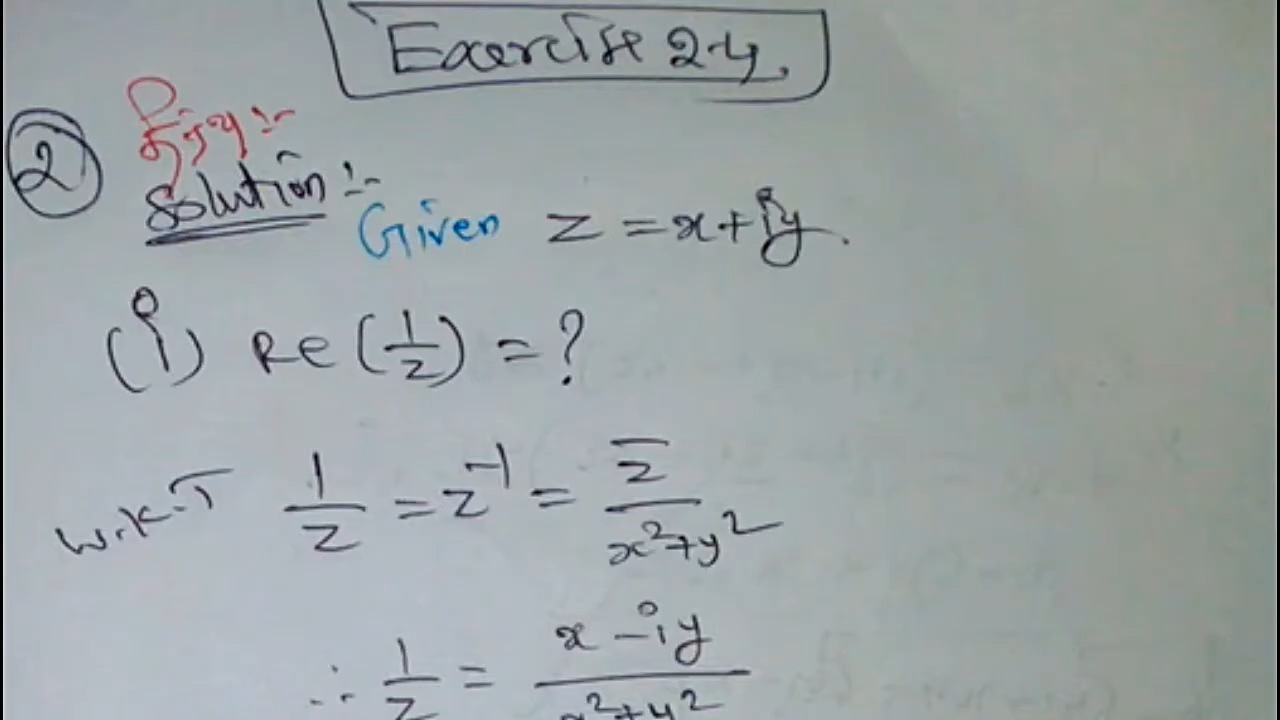 Exercise 2.4.
2 தீர்வு :-
Solution :-
Given z = x + iy.
(i) Re(1/z) = ?
W.K.T 1/z = z⁻¹ = z̅/(x²+y²)
∴ 1/z = (x - iy)/(x²+y²)